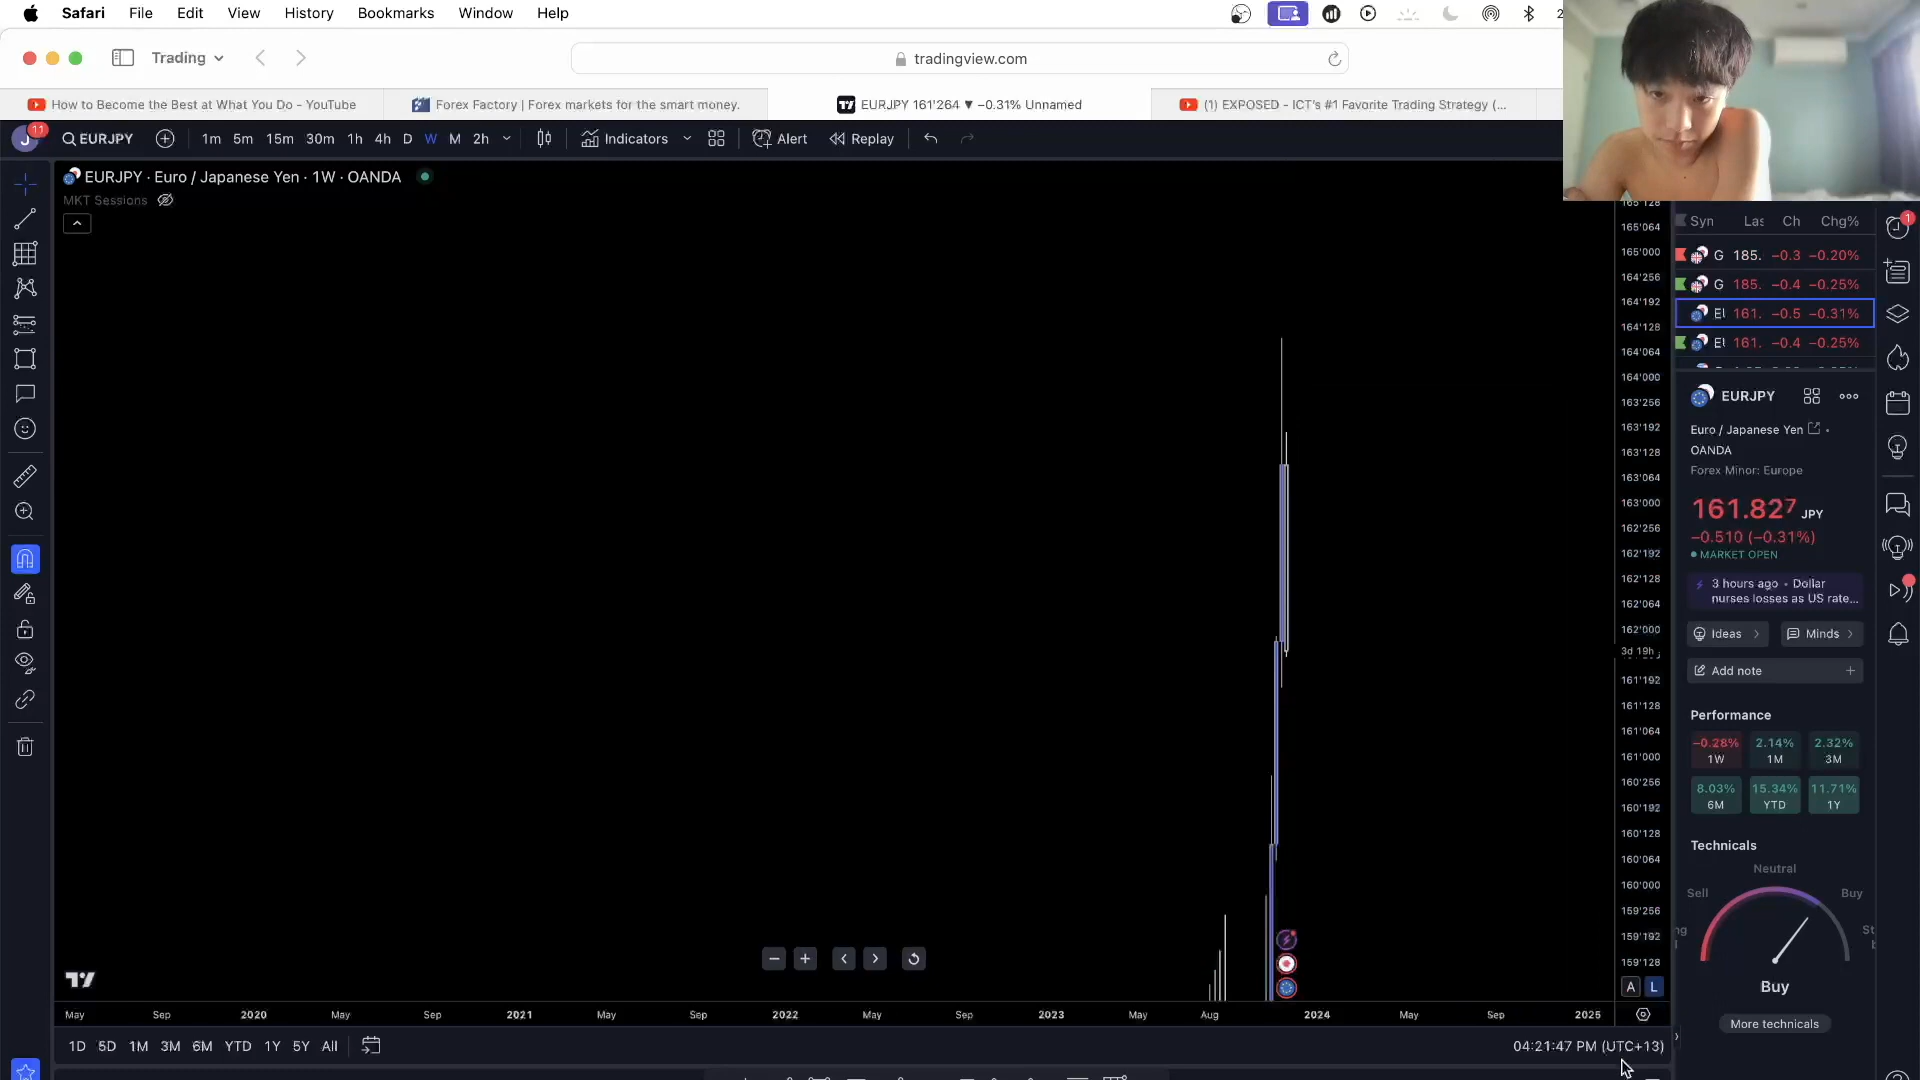 Safari File Edit View History Bookmarks Window Help
Trading
tradingview.com
How to Become the Best at What You Do - YouTube
Forex Factory | Forex markets for the smart money.
EURJPY 161'264 ▼ −0.31% Unnamed
(1) EXPOSED - ICT's #1 Favorite Trading Strategy (...
J 11 EURJPY 1m 5m 15m 30m 1h 4h D W M 2h Indicators Alert Replay
EURJPY · Euro / Japanese Yen · 1W · OANDA
MKT Sessions
165'128
165'064
165'000
164'256
164'192
164'128
164'064
164'000
163'256
163'192
163'128
163'064
163'000
162'256
162'192
162'128
162'064
162'000
3d 19h
161'192
161'128
161'064
161'000
160'256
160'192
160'128
160'064
160'000
159'256
159'192
159'128
A L
May Sep 2020 May Sep 2021 May Sep 2022 May Sep 2023 May Aug 2024 May Sep 2025
1D 5D 1M 3M 6M YTD 1Y 5Y All
04:21:47 PM (UTC+13)
Syn Las Ch Chg%
G 185. −0.3 −0.20%
G 185. −0.4 −0.25%
EU 161. −0.5 −0.31%
EU 161. −0.4 −0.25%
1
EURJPY
Euro / Japanese Yen
OANDA
Forex Minor: Europe
161.827 JPY
−0.510 (−0.31%)
MARKET OPEN
3 hours ago • Dollar
nurses losses as US rate...
Ideas Minds
Add note
Performance
−0.28% 2.14% 2.32%
1W 1M 3M
8.03% 15.34% 11.71%
6M YTD 1Y
Technicals
Neutral
Sell Buy
Buy
More technicals